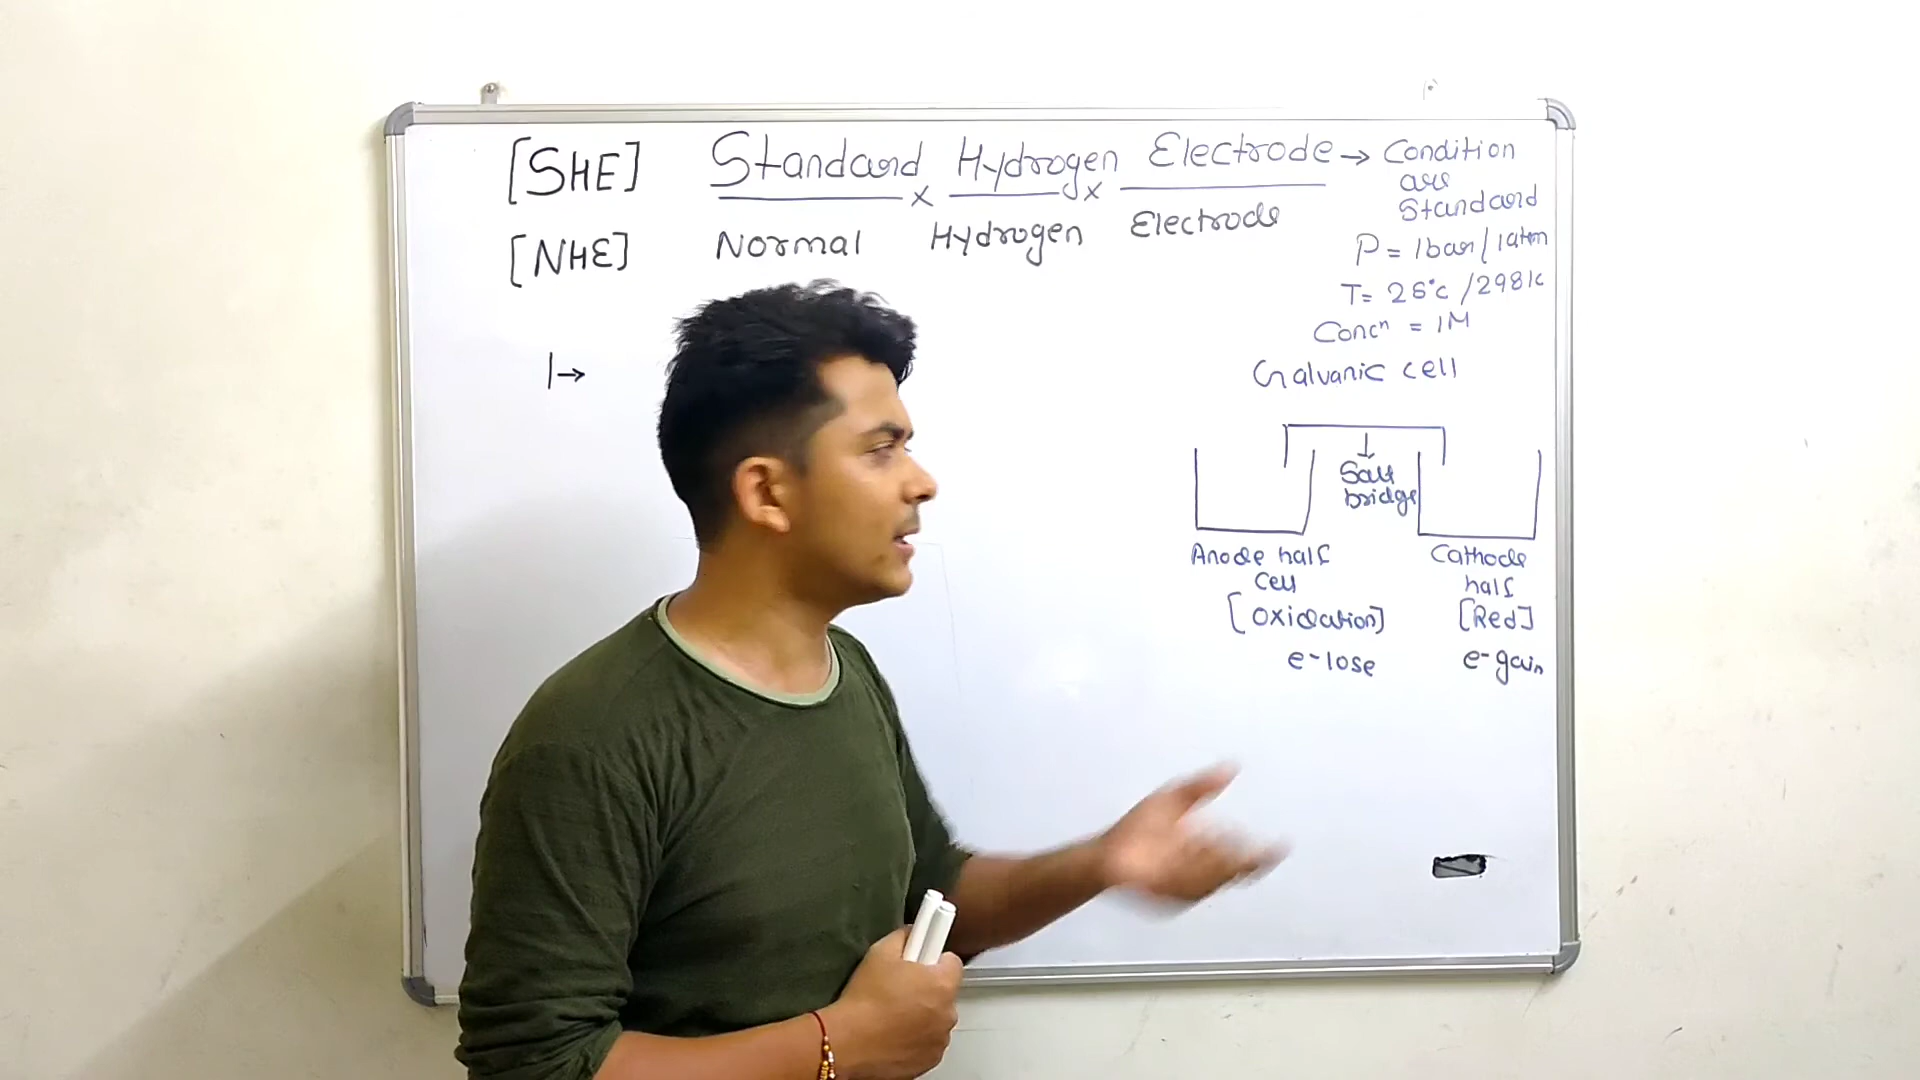 [SHE] Standard Hydrogen Electrode → Condition
are
Standard
[NHE] Normal Hydrogen Electrode
P = 1bar/1atm
T= 25°c /298k
Concⁿ = 1M
|→
Galvanic cell
Salt
bridge
Anode half
Cell
[Oxidation]
e-lose
Cathode
half
[Red]
e-gain